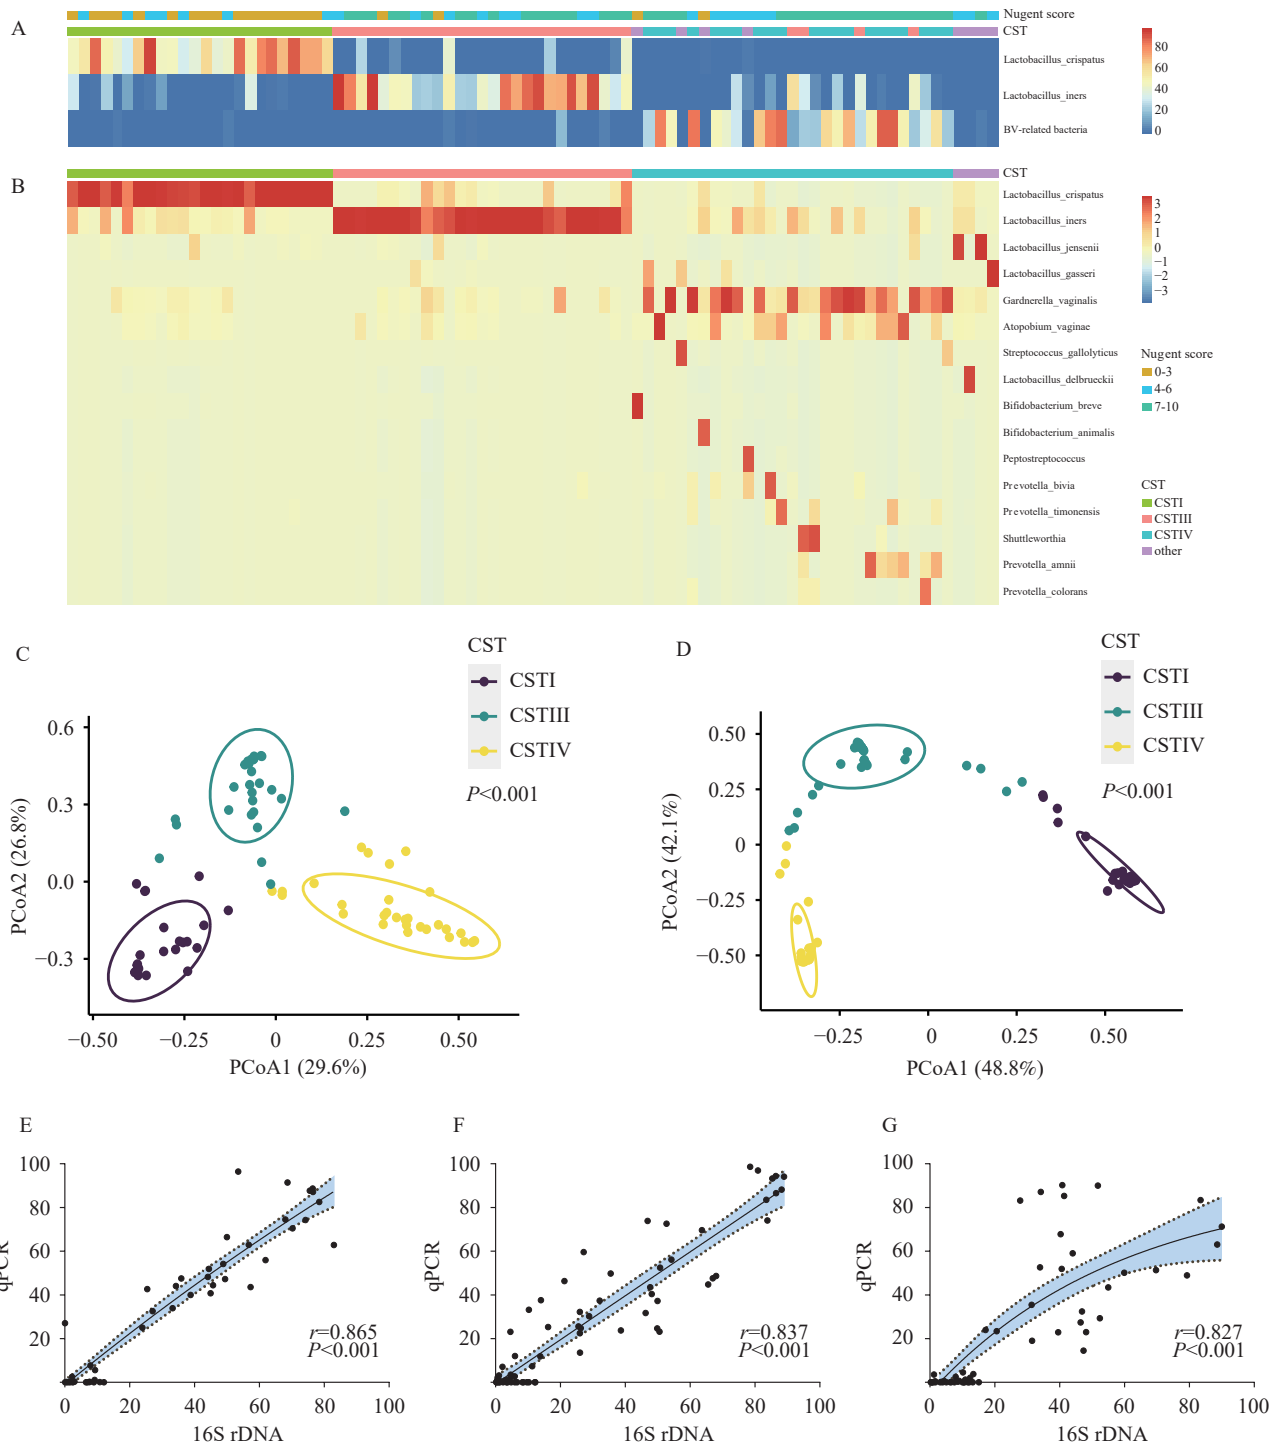 A
Nugent score
CST
Lactobacillus_crispatus
Lactobacillus_iners
BV-related bacteria
80
60
40
20
0
B
CST
Lactobacillus_crispatus
Lactobacillus_iners
Lactobacillus_jensenii
Lactobacillus_gasseri
Gardnerella_vaginalis
Atopobium_vaginae
Streptococcus_gallolyticus
Lactobacillus_delbrueckii
Bifidobacterium_breve
Bifidobacterium_animalis
Peptostreptococcus
Prevotella_bivia
Prevotella_timonensis
Shuttleworthia
Prevotella_amnii
Prevotella_colorans
3
2
1
0
−1
−2
−3
Nugent score
0-3
4-6
7-10
CST
CSTI
CSTIII
CSTIV
other
C
CST
CSTI
CSTIII
CSTIV
P<0.001
PCoA2 (26.8%)
0.6
0.3
0.0
−0.3
−0.50
−0.25
0
0.25
0.50
PCoA1 (29.6%)
D
CST
CSTI
CSTIII
CSTIV
P<0.001
PCoA2 (42.1%)
0.50
0.25
0
−0.25
−0.50
−0.25
0
0.25
0.50
PCoA1 (48.8%)
E
qPCR
100
80
60
40
20
r=0.865
P<0.001
0
20
40
60
80
100
16S rDNA
F
qPCR
100
80
60
40
20
r=0.837
P<0.001
0
20
40
60
80
100
16S rDNA
G
qPCR
100
80
60
40
20
r=0.827
P<0.001
0
20
40
60
80
100
16S rDNA